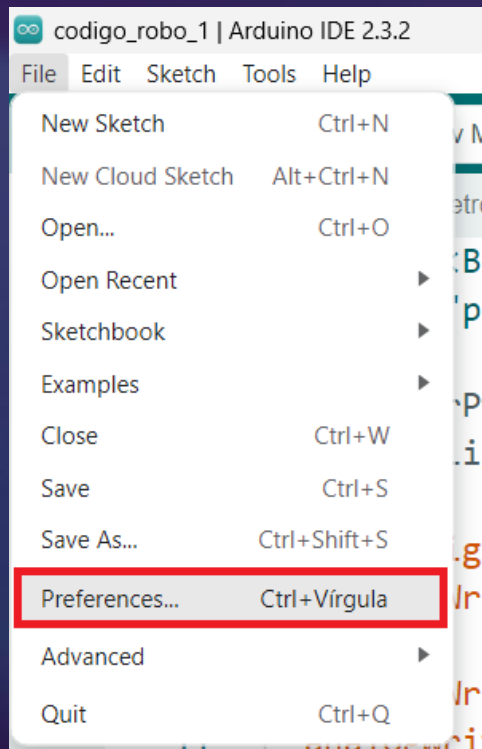 codigo_robo_1 | Arduino IDE 2.3.2
File Edit Sketch Tools Help
New Sketch Ctrl+N
New Cloud Sketch Alt+Ctrl+N
Open... Ctrl+O
Open Recent
Sketchbook
Examples
Close Ctrl+W
Save Ctrl+S
Save As... Ctrl+Shift+S
Preferences... Ctrl+Vírgula
Advanced
Quit Ctrl+Q